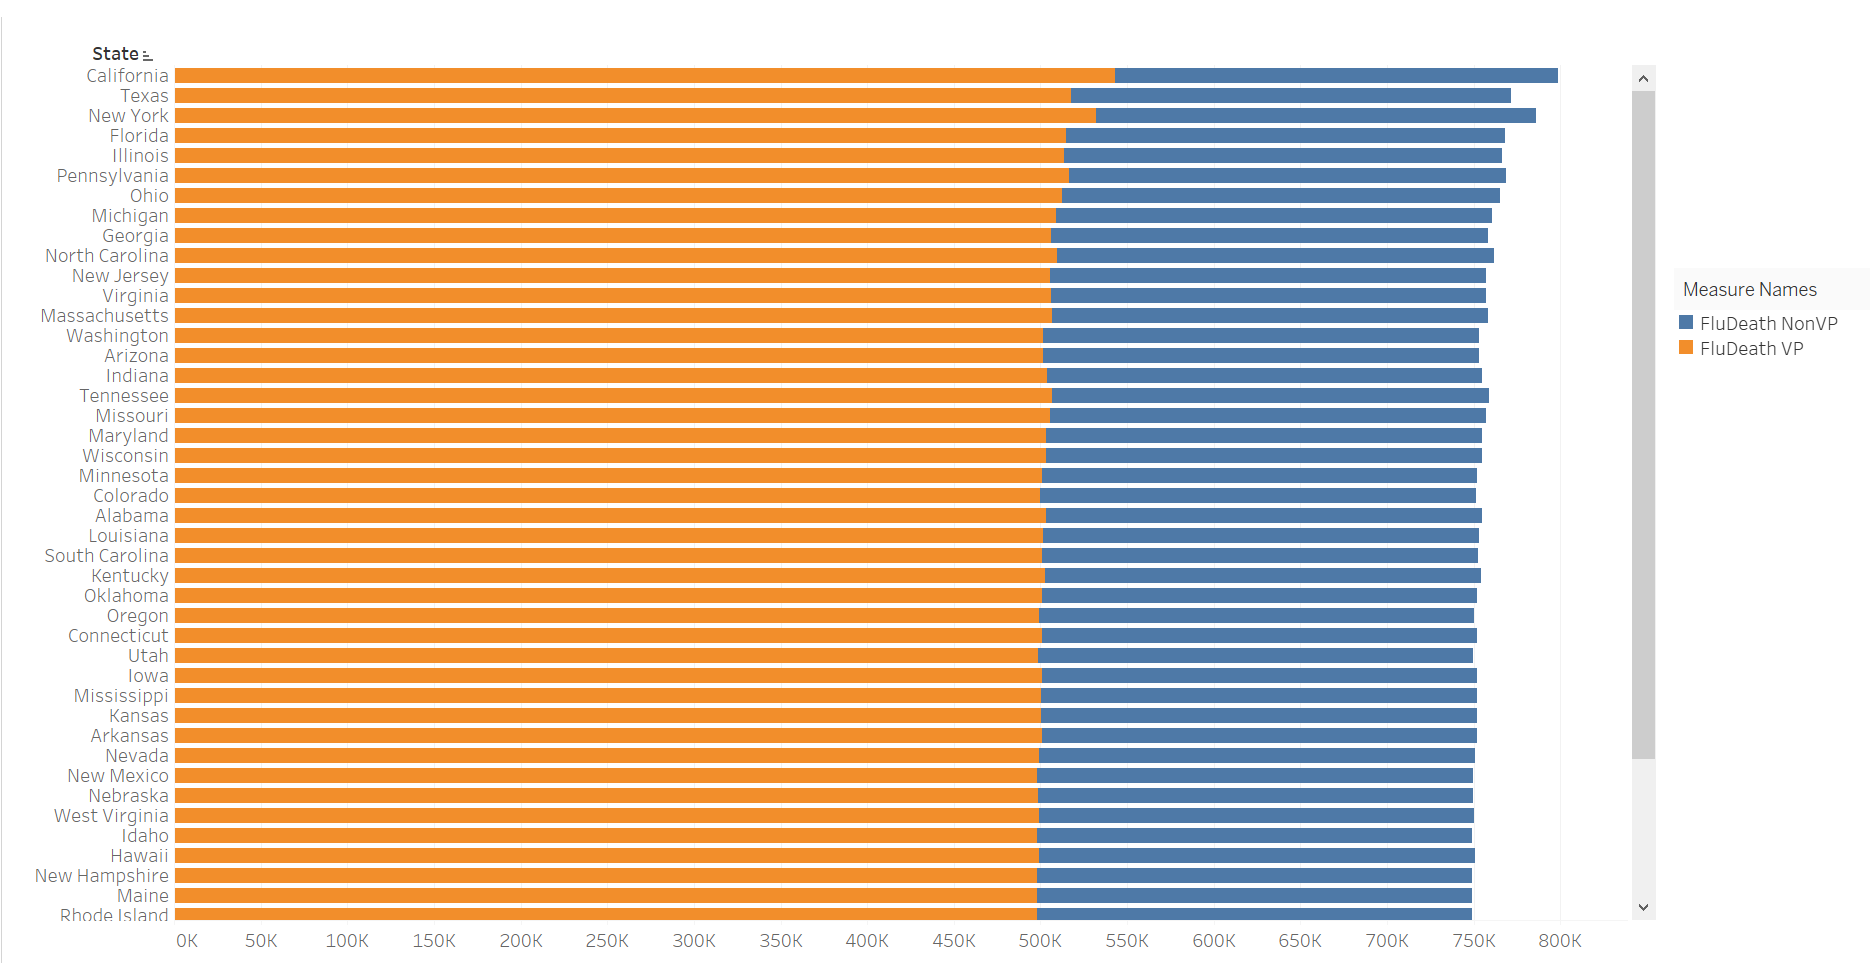 State
California
Texas
New York
Florida
Illinois
Pennsylvania
Ohio
Michigan
Georgia
North Carolina
New Jersey
Virginia
Massachusetts
Washington
Arizona
Indiana
Tennessee
Missouri
Maryland
Wisconsin
Minnesota
Colorado
Alabama
Louisiana
South Carolina
Kentucky
Oklahoma
Oregon
Connecticut
Utah
Iowa
Mississippi
Kansas
Arkansas
Nevada
New Mexico
Nebraska
West Virginia
Idaho
Hawaii
New Hampshire
Maine
Rhode Island
0K 50K 100K 150K 200K 250K 300K 350K 400K 450K 500K 550K 600K 650K 700K 750K 800K
Measure Names
FluDeath NonVP
FluDeath VP